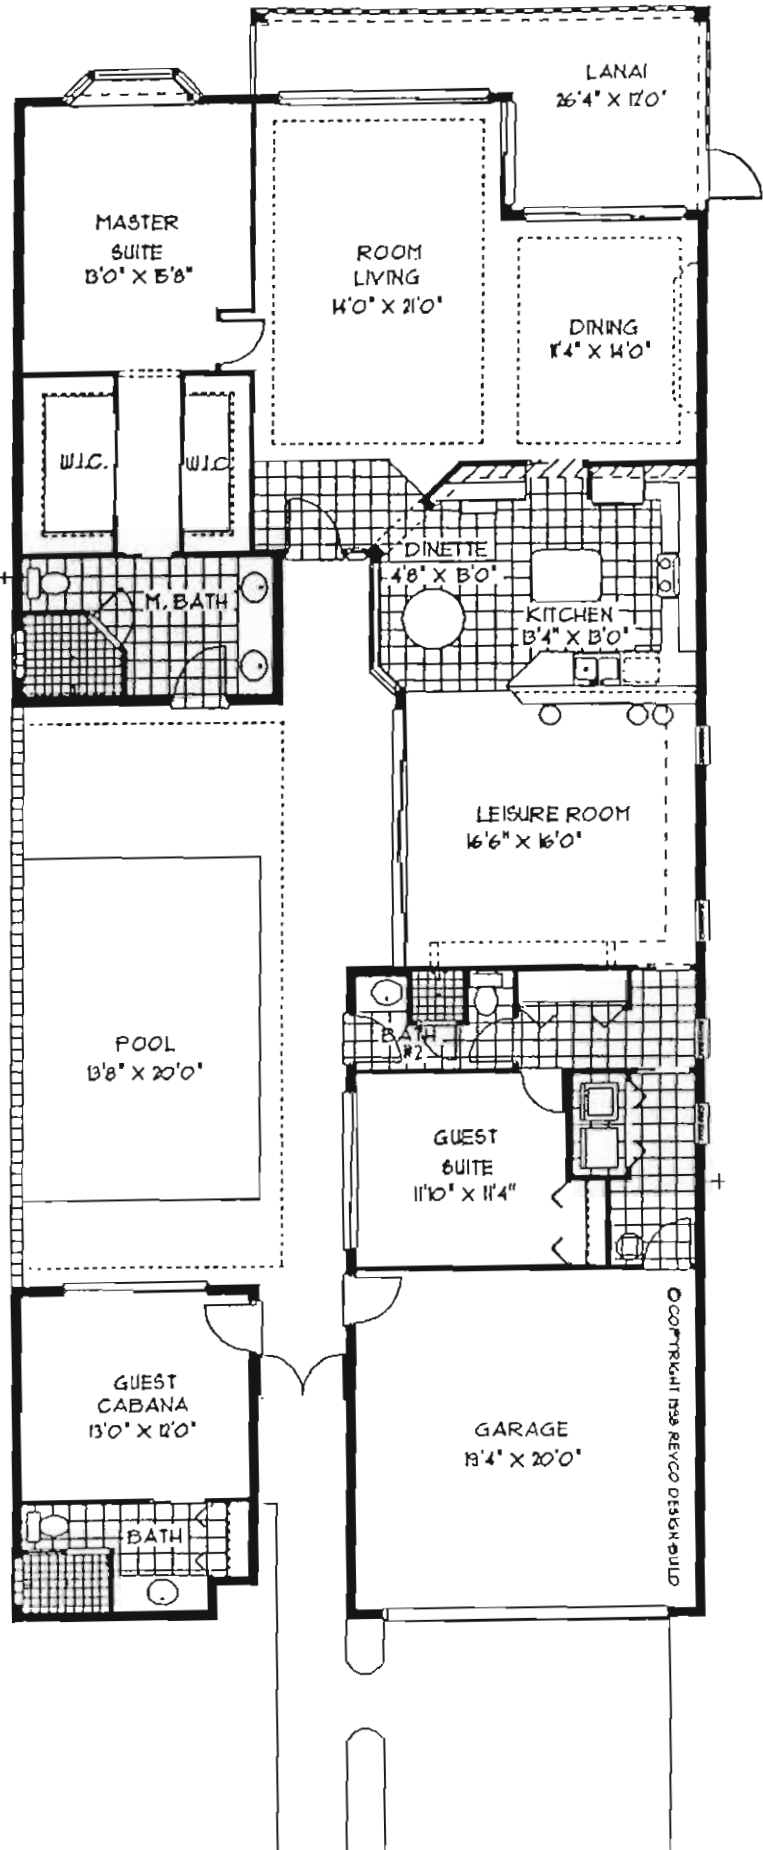 LANAI
26'4" X 12'0"
MASTER
SUITE
13'0" X 15'8"
ROOM
LIVING
14'0" X 21'0"
DINING
11'4" X 14'0"
W.I.C.
W.I.C.
DINETTE
4'8" X 13'0"
M. BATH
KITCHEN
13'4" X 13'0"
LEISURE ROOM
16'6" X 16'0"
BATH
#2
POOL
13'8" X 20'0"
GUEST
SUITE
11'10" X 11'4"
GUEST
CABANA
13'0" X 12'0"
GARAGE
19'4" X 20'0"
BATH
© COPYRIGHT 1998 REYCO DESIGN BUILD